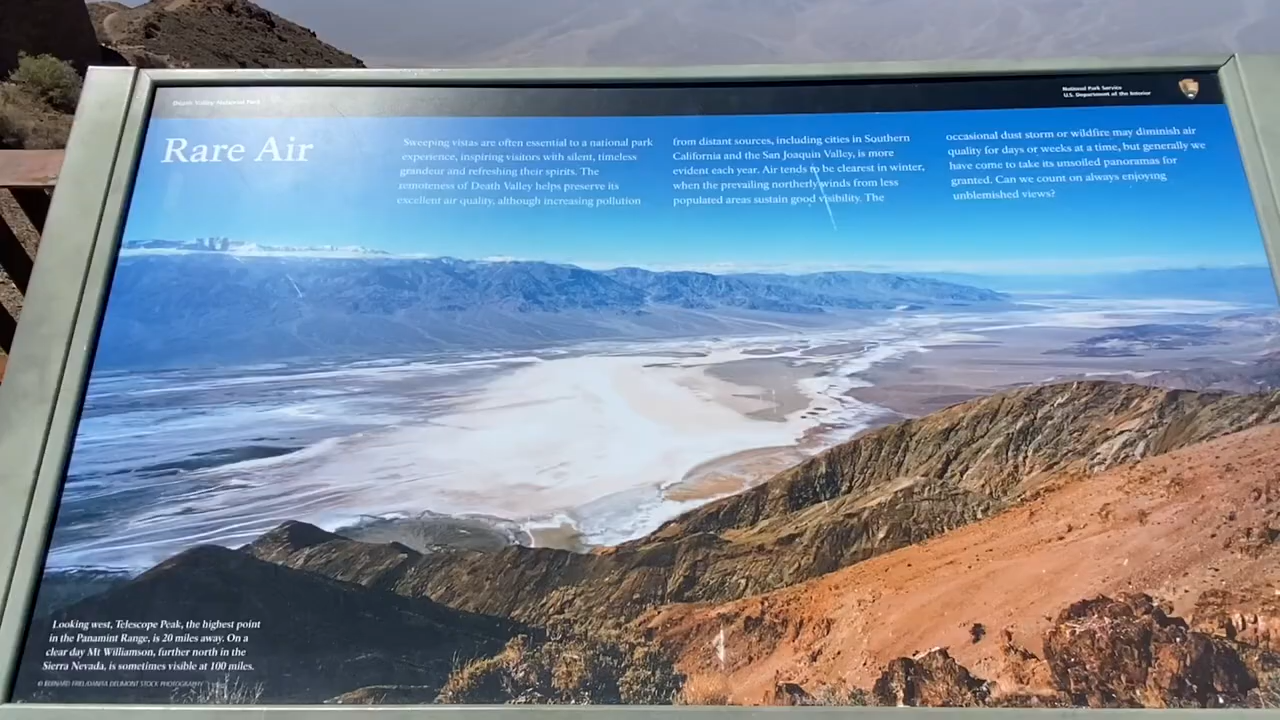 Death Valley National Park
National Park Service
U.S. Department of the Interior
Rare Air
Sweeping vistas are often essential to a national park
experience, inspiring visitors with silent, timeless
grandeur and refreshing their spirits. The
remoteness of Death Valley helps preserve its
excellent air quality, although increasing pollution
from distant sources, including cities in Southern
California and the San Joaquin Valley, is more
evident each year. Air tends to be clearest in winter,
when the prevailing northerly winds from less
populated areas sustain good visibility. The
occasional dust storm or wildfire may diminish air
quality for days or weeks at a time, but generally we
have come to take its unsoiled panoramas for
granted. Can we count on always enjoying
unblemished views?
Looking west, Telescope Peak, the highest point
in the Panamint Range, is 20 miles away. On a
clear day Mt Williamson, further north in the
Sierra Nevada, is sometimes visible at 100 miles.
© STOCK PHOTOGRAPHY